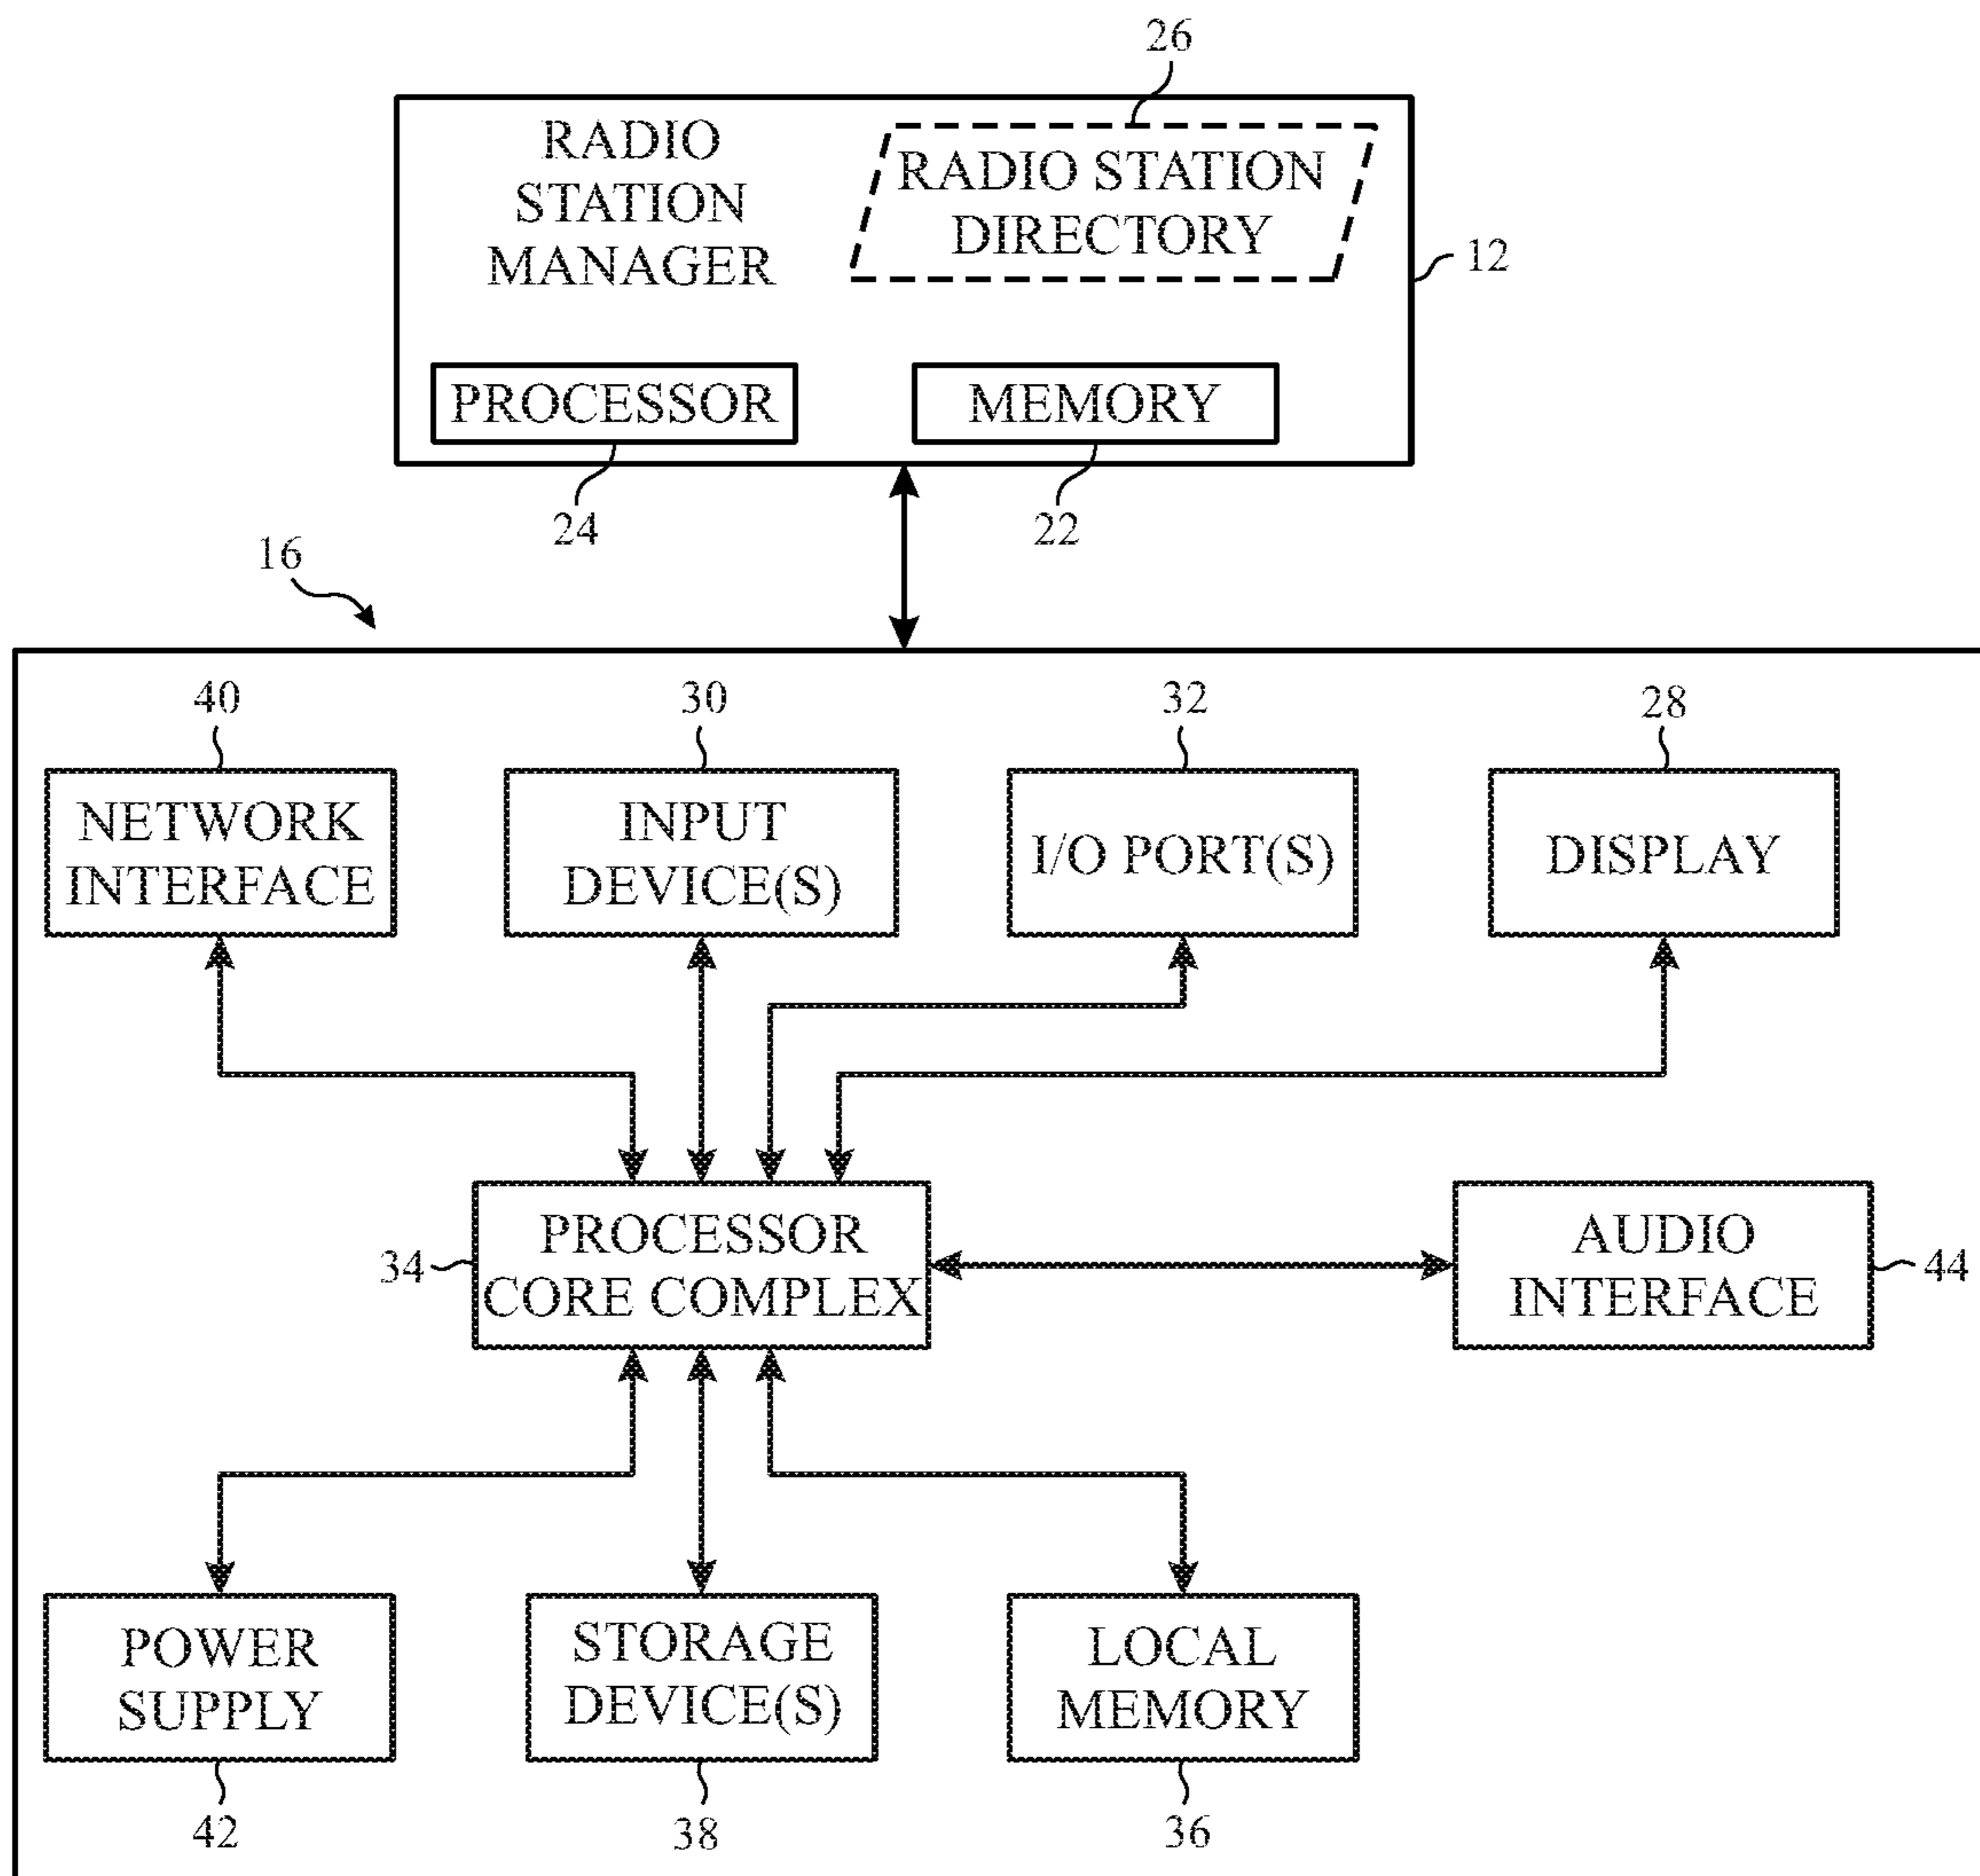 26
RADIO
STATION
MANAGER
RADIO STATION
DIRECTORY
12
PROCESSOR
MEMORY
24
22
16
40
30
32
28
NETWORK
INTERFACE
INPUT
DEVICE(S)
I/O PORT(S)
DISPLAY
34
PROCESSOR
CORE COMPLEX
AUDIO
INTERFACE
44
POWER
SUPPLY
STORAGE
DEVICE(S)
LOCAL
MEMORY
42
38
36